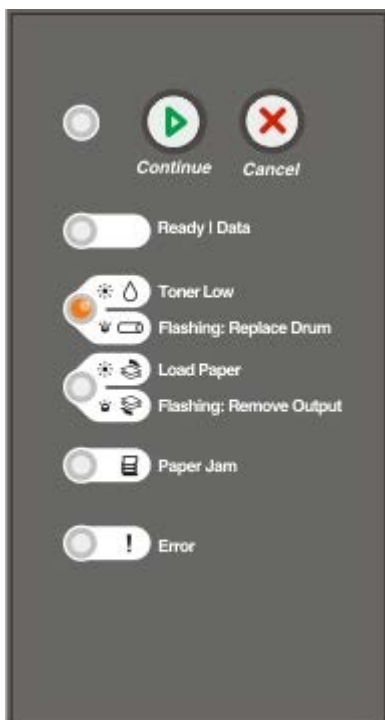 Continue
Cancel
Ready | Data
Toner Low
Flashing: Replace Drum
Load Paper
Flashing: Remove Output
Paper Jam
! Error